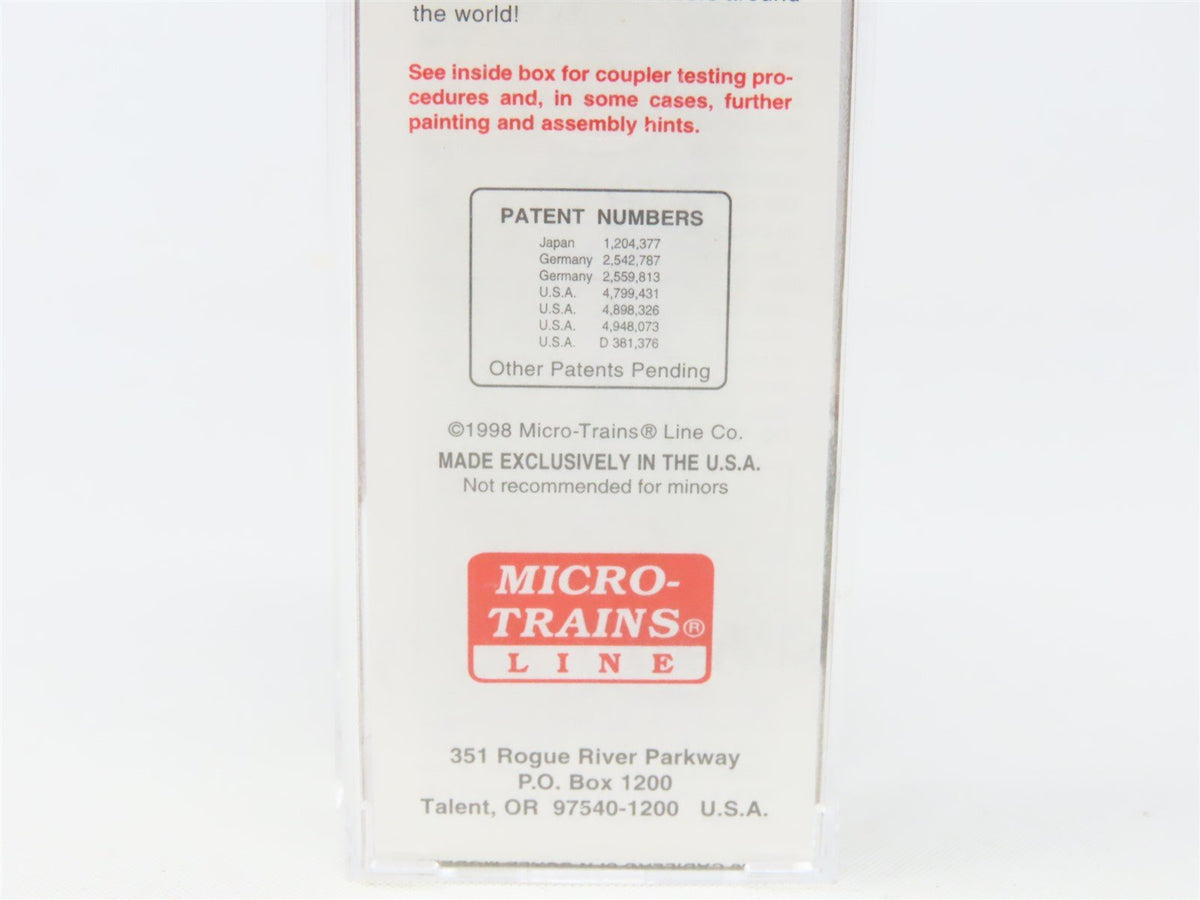 around
the world!
See inside box for coupler testing pro-
cedures and, in some cases, further
painting and assembly hints.
PATENT NUMBERS
Japan 1,204,377
Germany 2,542,787
Germany 2,559,813
U.S.A. 4,799,431
U.S.A. 4,898,326
U.S.A. 4,948,073
U.S.A. D 381,376
Other Patents Pending
©1998 Micro-Trains® Line Co.
MADE EXCLUSIVELY IN THE U.S.A.
Not recommended for minors
MICRO-
TRAINS®
LINE
351 Rogue River Parkway
P.O. Box 1200
Talent, OR 97540-1200 U.S.A.